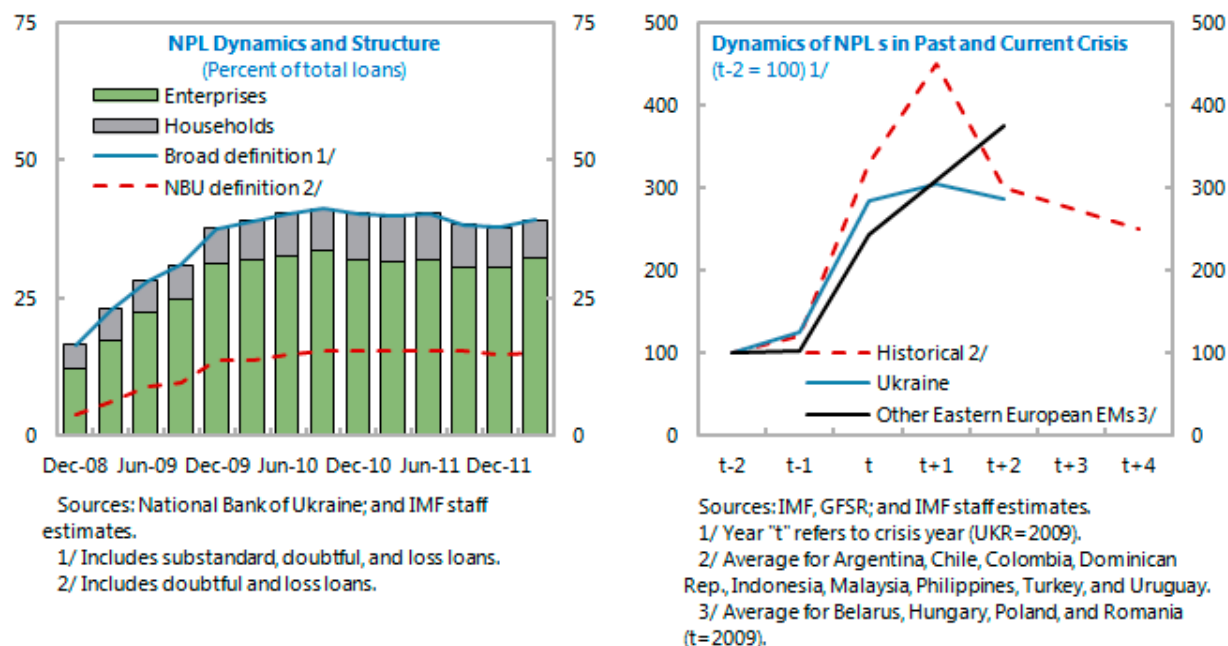 NPL Dynamics and Structure
(Percent of total loans)
Enterprises
Households
Broad definition 1/
NBU definition 2/
75
50
25
0
75
50
25
0
Dec-08 Jun-09 Dec-09 Jun-10 Dec-10 Jun-11 Dec-11
Sources: National Bank of Ukraine; and IMF staff
estimates.
1/ Includes substandard, doubtful, and loss loans.
2/ Includes doubtful and loss loans.
Dynamics of NPL s in Past and Current Crisis
(t-2 = 100) 1/
500
400
300
200
100
0
500
400
300
200
100
0
Historical 2/
Ukraine
Other Eastern European EMs 3/
t-2 t-1 t t+1 t+2 t+3 t+4
Sources: IMF, GFSR; and IMF staff estimates.
1/ Year "t" refers to crisis year (UKR=2009).
2/ Average for Argentina, Chile, Colombia, Dominican
Rep., Indonesia, Malaysia, Philippines, Turkey, and Uruguay.
3/ Average for Belarus, Hungary, Poland, and Romania
(t=2009).